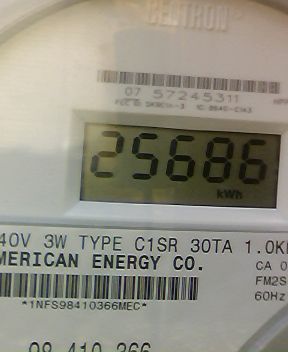 CENTRON
07 57245311
25686
kWh
40V 3W TYPE C1SR 30TA 1.0K
MERICAN ENERGY CO.
CA 0
FM2S
60Hz
*1NFS98410366MEC*
98 410 366